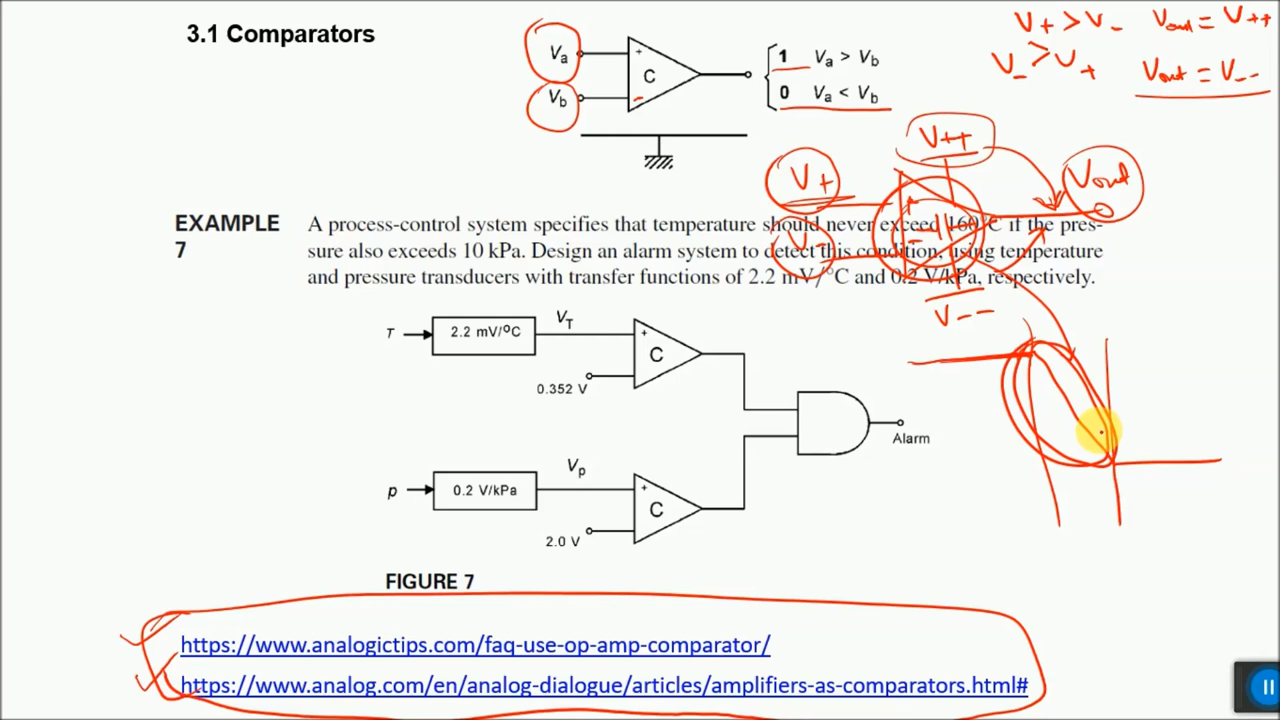 3.1 Comparators
V+ > V- Vout = V++
V- > V+ Vout = V--
Va
+
C
Vb
-
1 Va > Vb
0 Va < Vb
V++
V+
Vout
V-
V--
EXAMPLE
7
A process-control system specifies that temperature should never exceed 160°C if the pres-
sure also exceeds 10 kPa. Design an alarm system to detect this condition, using temperature
and pressure transducers with transfer functions of 2.2 mV/°C and 0.2 V/kPa, respectively.
T
2.2 mV/ºC
VT
+
C
0.352 V
Alarm
p
0.2 V/kPa
Vp
+
C
2.0 V
FIGURE 7
https://www.analogictips.com/faq-use-op-amp-comparator/
https://www.analog.com/en/analog-dialogue/articles/amplifiers-as-comparators.html#